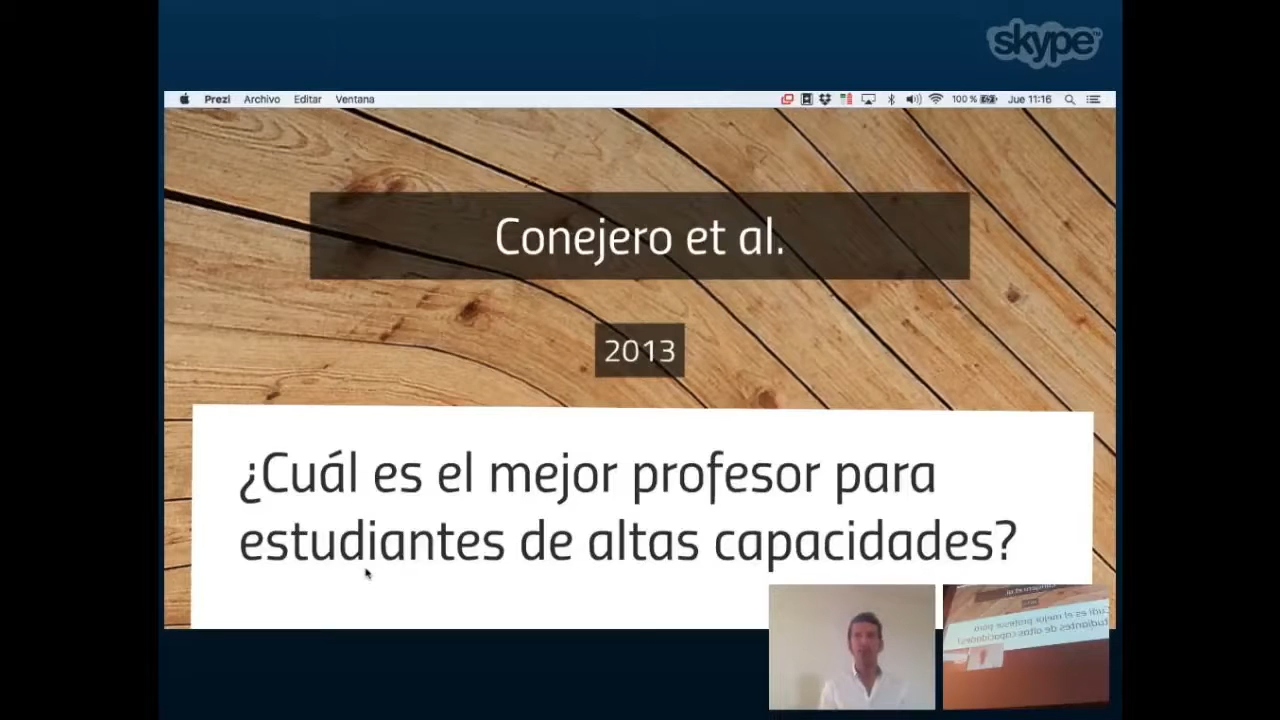 skype™
Prezi Archivo Editar Ventana 100 % Jue 11:16
Conejero et al.
2013
¿Cuál es el mejor profesor para
estudiantes de altas capacidades?